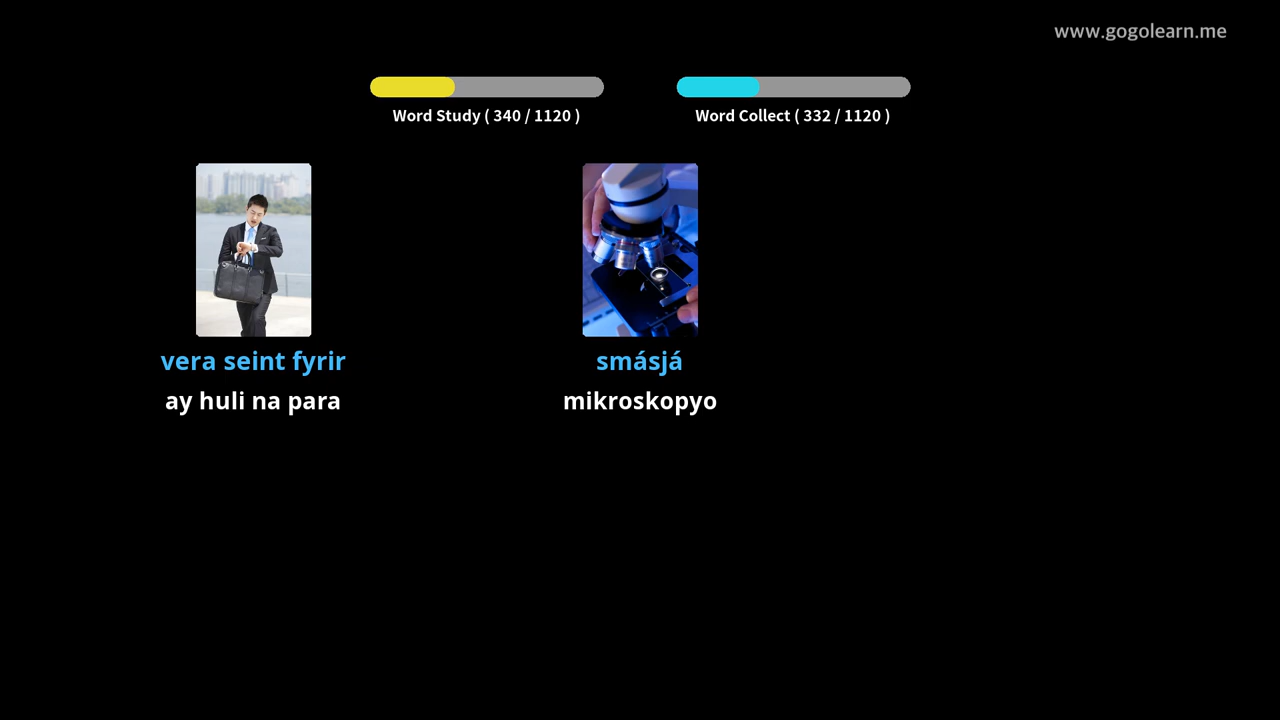 www.gogolearn.me
Word Study ( 340 / 1120 )
Word Collect ( 332 / 1120 )
vera seint fyrir
ay huli na para
smásjá
mikroskopyo